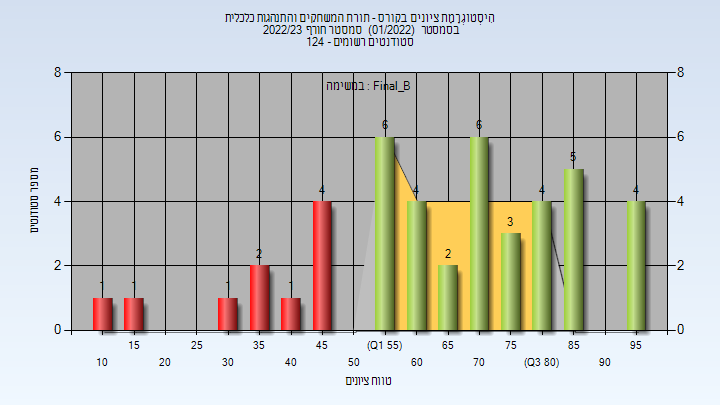 היסטוגרמת ציונים בקורס - תורת המשחקים והתנהגות כלכלית
בסמסטר (01/2022) סמסטר חורף 2022/23
סטודנטים רשומים - 124
במשימה : Final_B
8 8
6 6
4 4
2 2
0 0
מספר סטודנטים
1 1 1 2 1 4 6 4 2 6 3 4 5 4
15 25 35 45 (Q1 55) 65 75 85 95
10 20 30 40 50 60 70 (Q3 80) 90
טווח ציונים